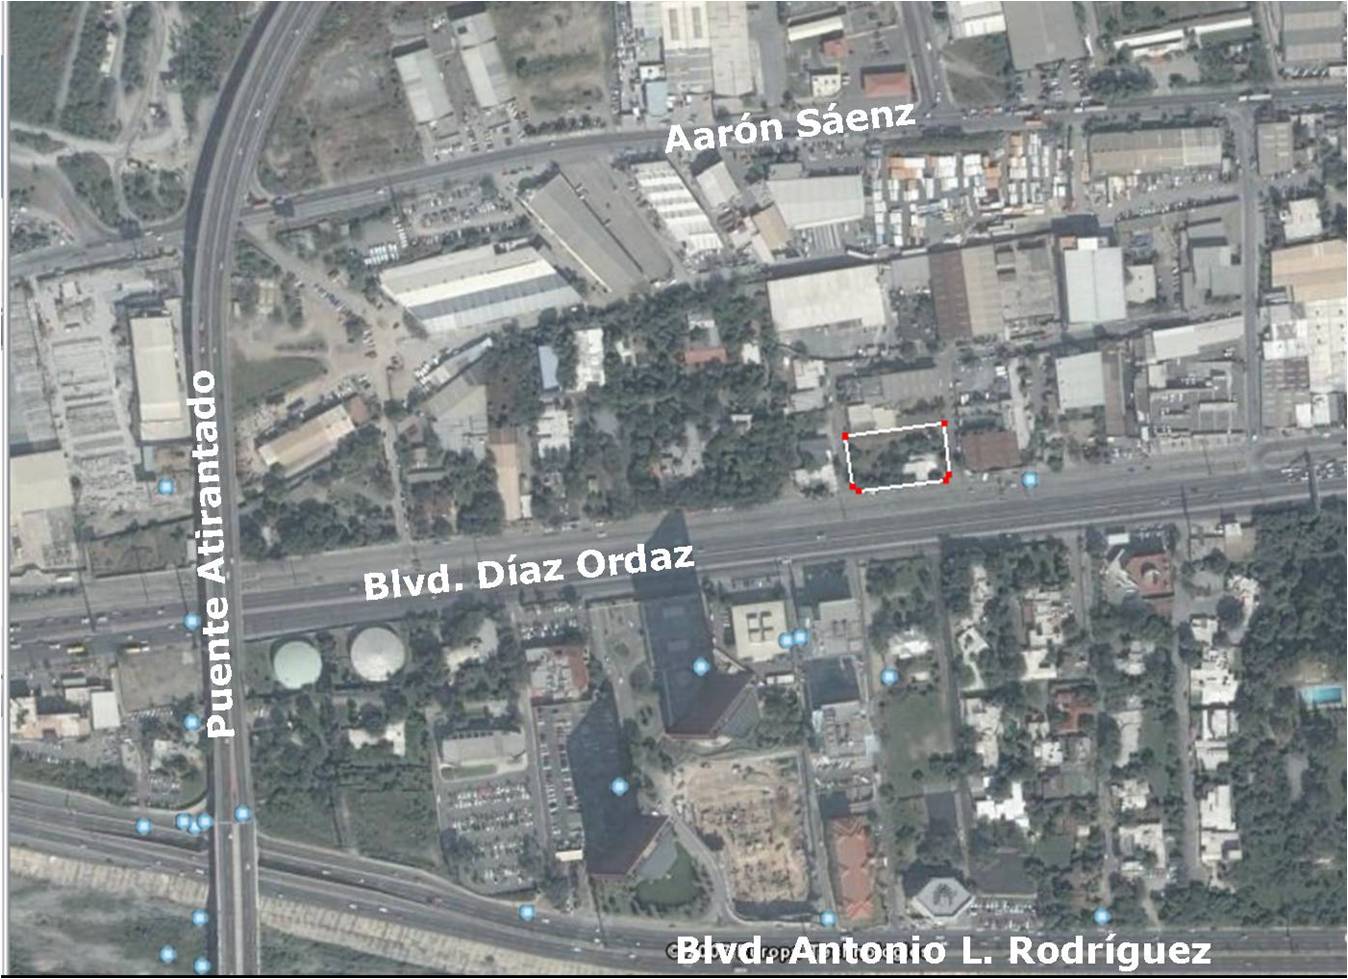 Aarón Sáenz
Puente Atirantado
Blvd. Díaz Ordaz
Blvd. Antonio L. Rodríguez